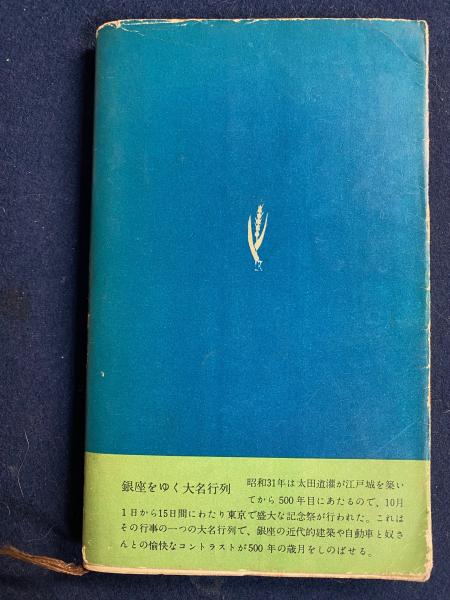 銀座をゆく大名行列 昭和31年は太田道灌が江戸城を築い
てから500年目にあたるので、10月
1日から15日間にわたり東京で盛大な記念祭が行われた。これは
その行事の一つの大名行列で、銀座の近代的建築や自動車と奴さ
んとの愉快なコントラストが500年の歳月をしのばせる。